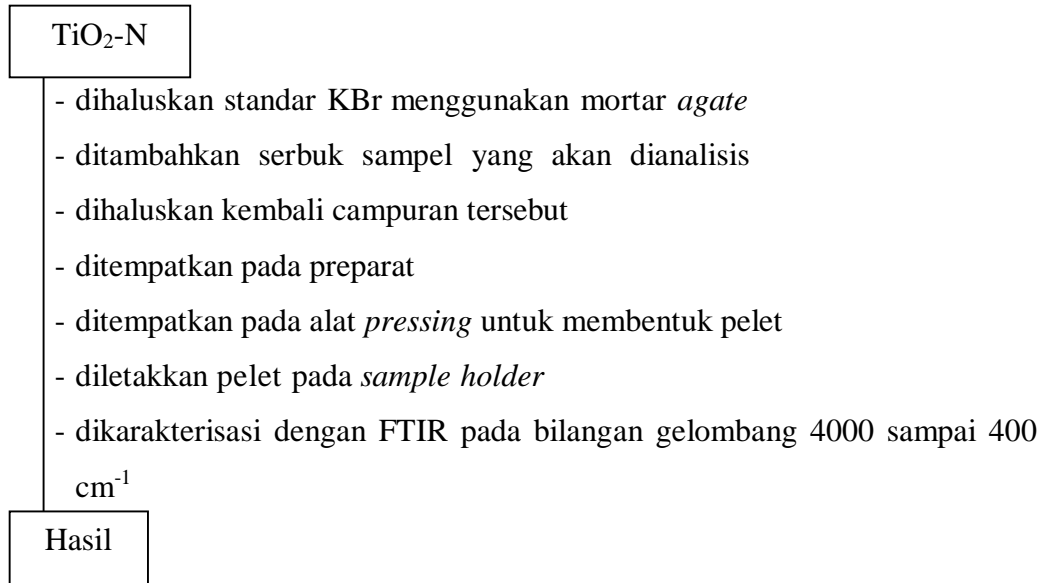 TiO₂-N
- dihaluskan standar KBr menggunakan mortar agate
- ditambahkan serbuk sampel yang akan dianalisis
- dihaluskan kembali campuran tersebut
- ditempatkan pada preparat
- ditempatkan pada alat pressing untuk membentuk pelet
- diletakkan pelet pada sample holder
- dikarakterisasi dengan FTIR pada bilangan gelombang 4000 sampai 400
cm⁻¹
Hasil